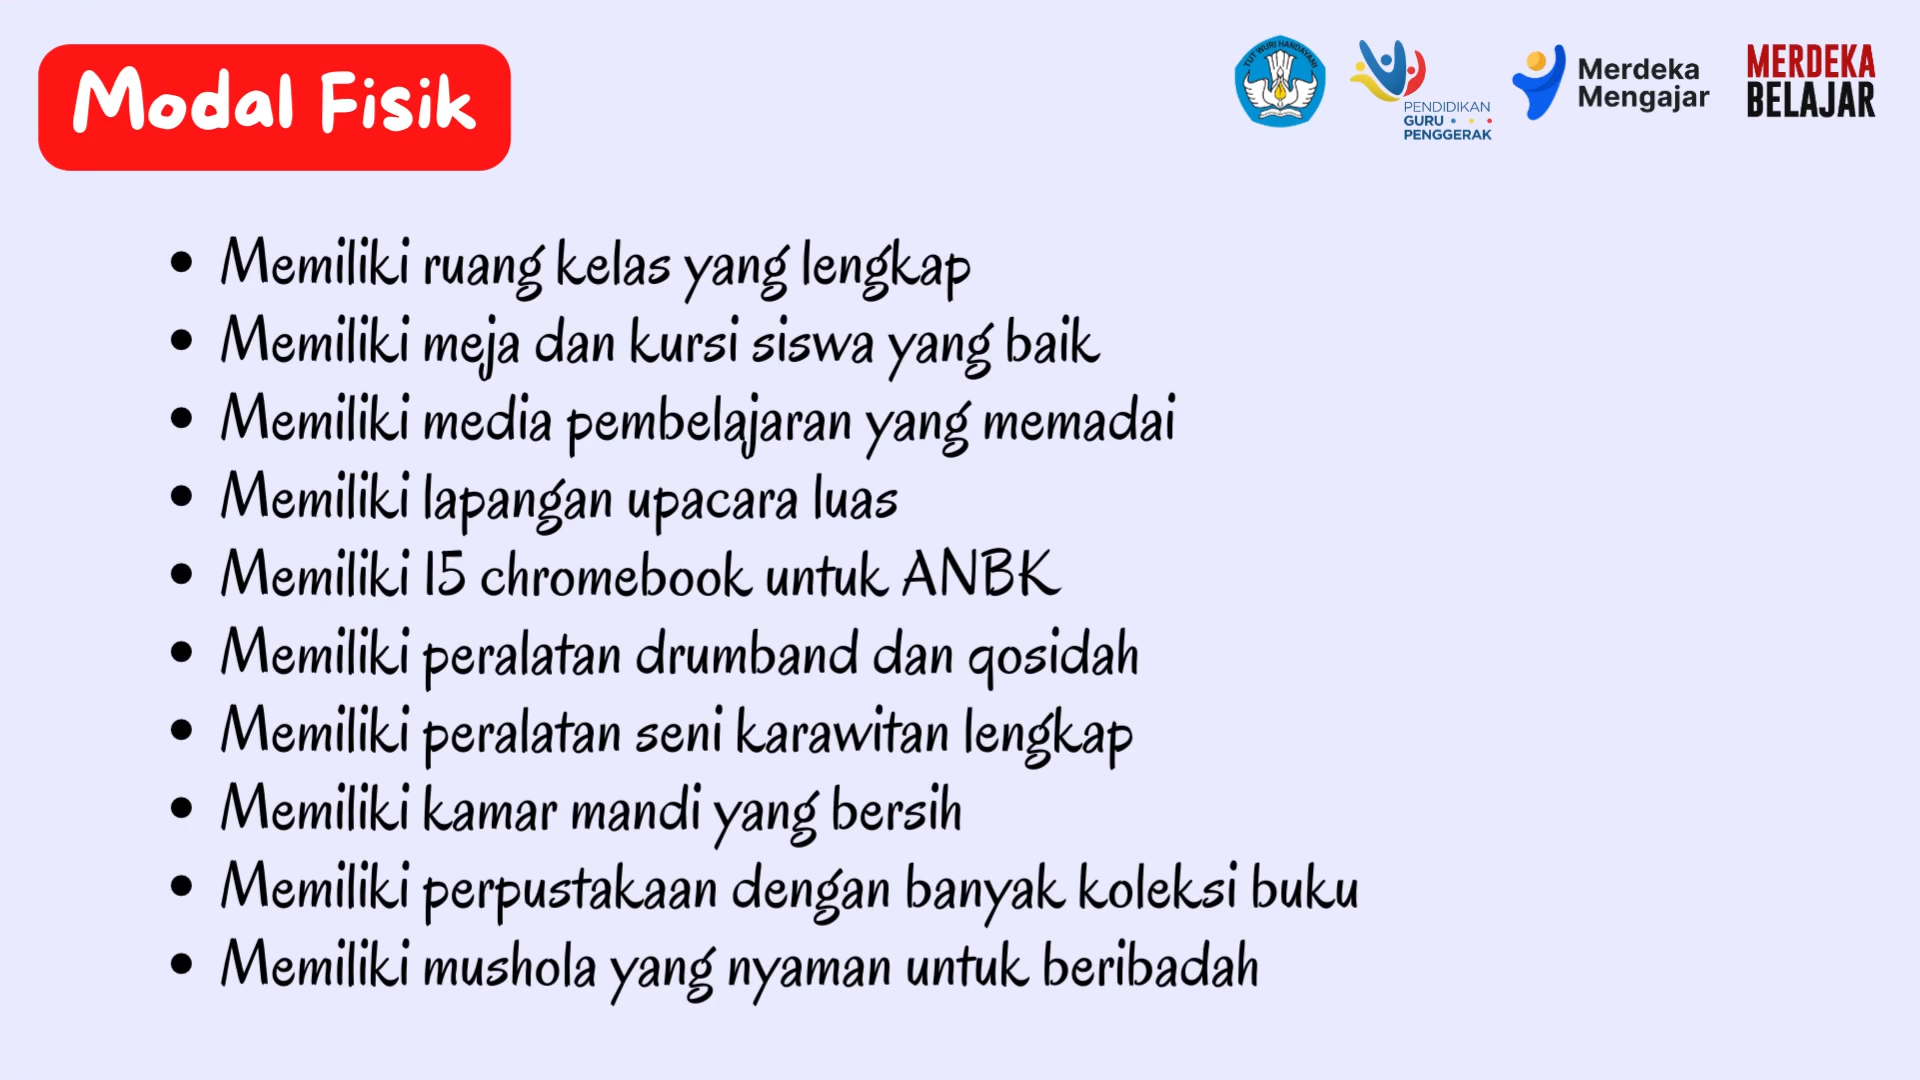 Modal Fisik
TUT WURI HANDAYANI
PENDIDIKAN
GURU
PENGGERAK
Merdeka
Mengajar
MERDEKA
BELAJAR
• Memiliki ruang kelas yang lengkap
• Memiliki meja dan kursi siswa yang baik
• Memiliki media pembelajaran yang memadai
• Memiliki lapangan upacara luas
• Memiliki 15 chromebook untuk ANBK
• Memiliki peralatan drumband dan qosidah
• Memiliki peralatan seni karawitan lengkap
• Memiliki kamar mandi yang bersih
• Memiliki perpustakaan dengan banyak koleksi buku
• Memiliki mushola yang nyaman untuk beribadah